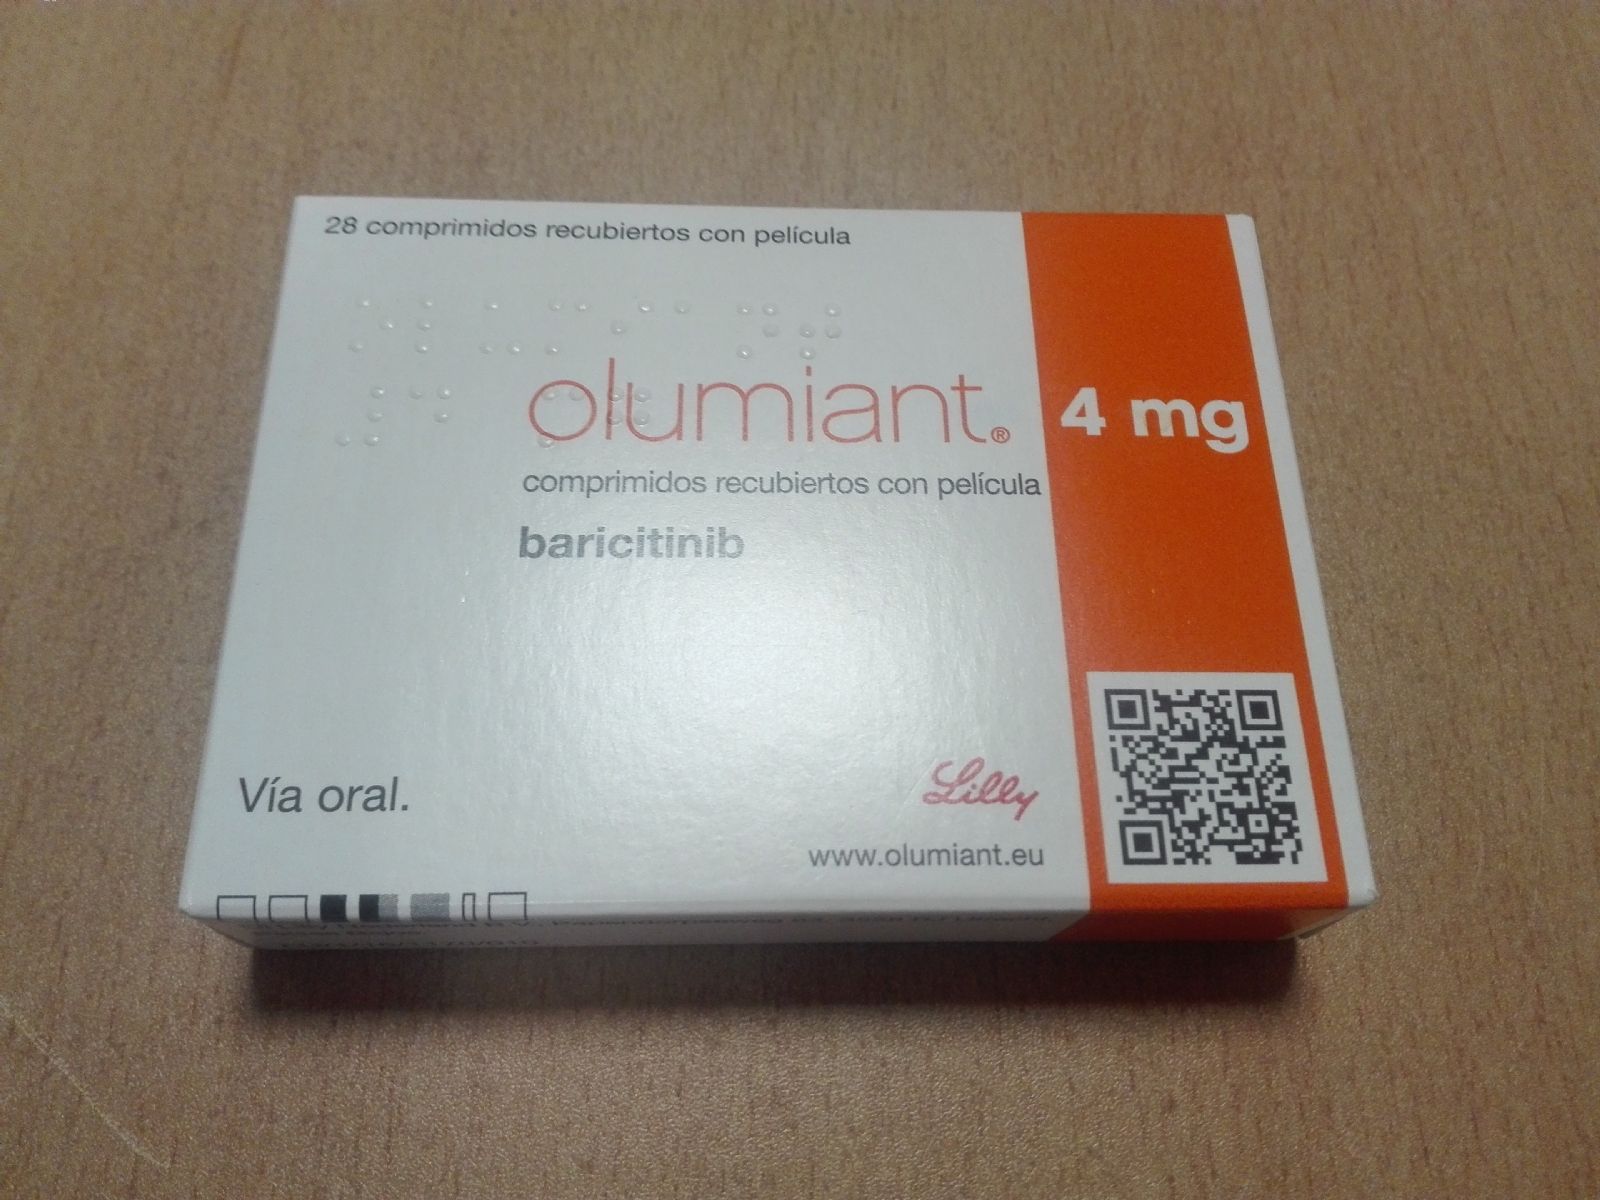 28 comprimidos recubiertos con película
olumiant®
4 mg
comprimidos recubiertos con película
baricitinib
Vía oral.
Lilly
www.olumiant.eu